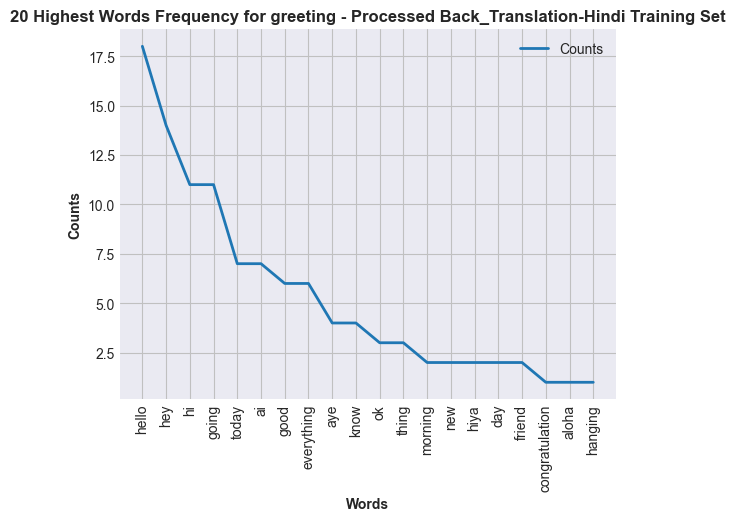 20 Highest Words Frequency for greeting - Processed Back_Translation-Hindi Training Set
Counts
Counts
17.5
15.0
12.5
10.0
7.5
5.0
2.5
hello
hey
hi
going
today
ai
good
everything
aye
know
ok
thing
morning
new
hiya
day
friend
congratulation
aloha
hanging
Words